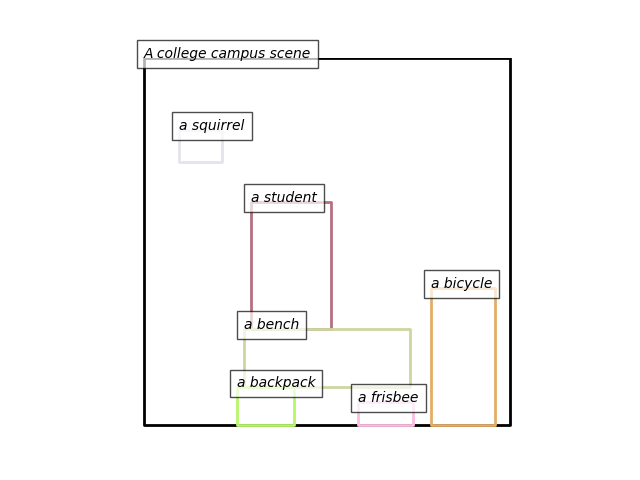 A college campus scene
a squirrel
a student
a bicycle
a bench
a backpack
a frisbee